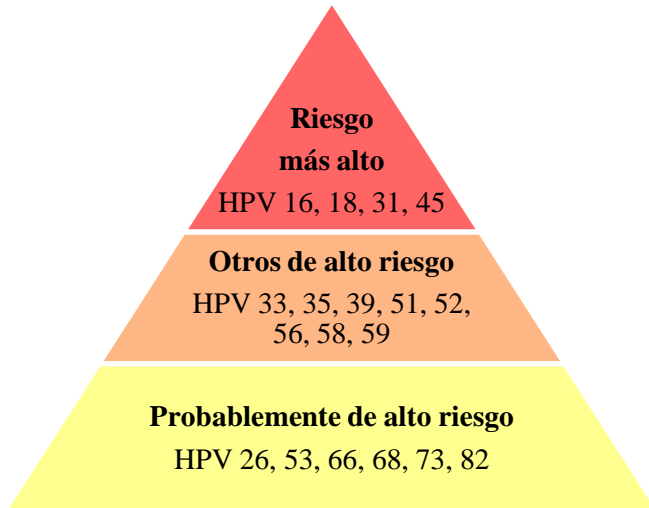 Riesgo
más alto
HPV 16, 18, 31, 45
Otros de alto riesgo
HPV 33, 35, 39, 51, 52,
56, 58, 59
Probablemente de alto riesgo
HPV 26, 53, 66, 68, 73, 82